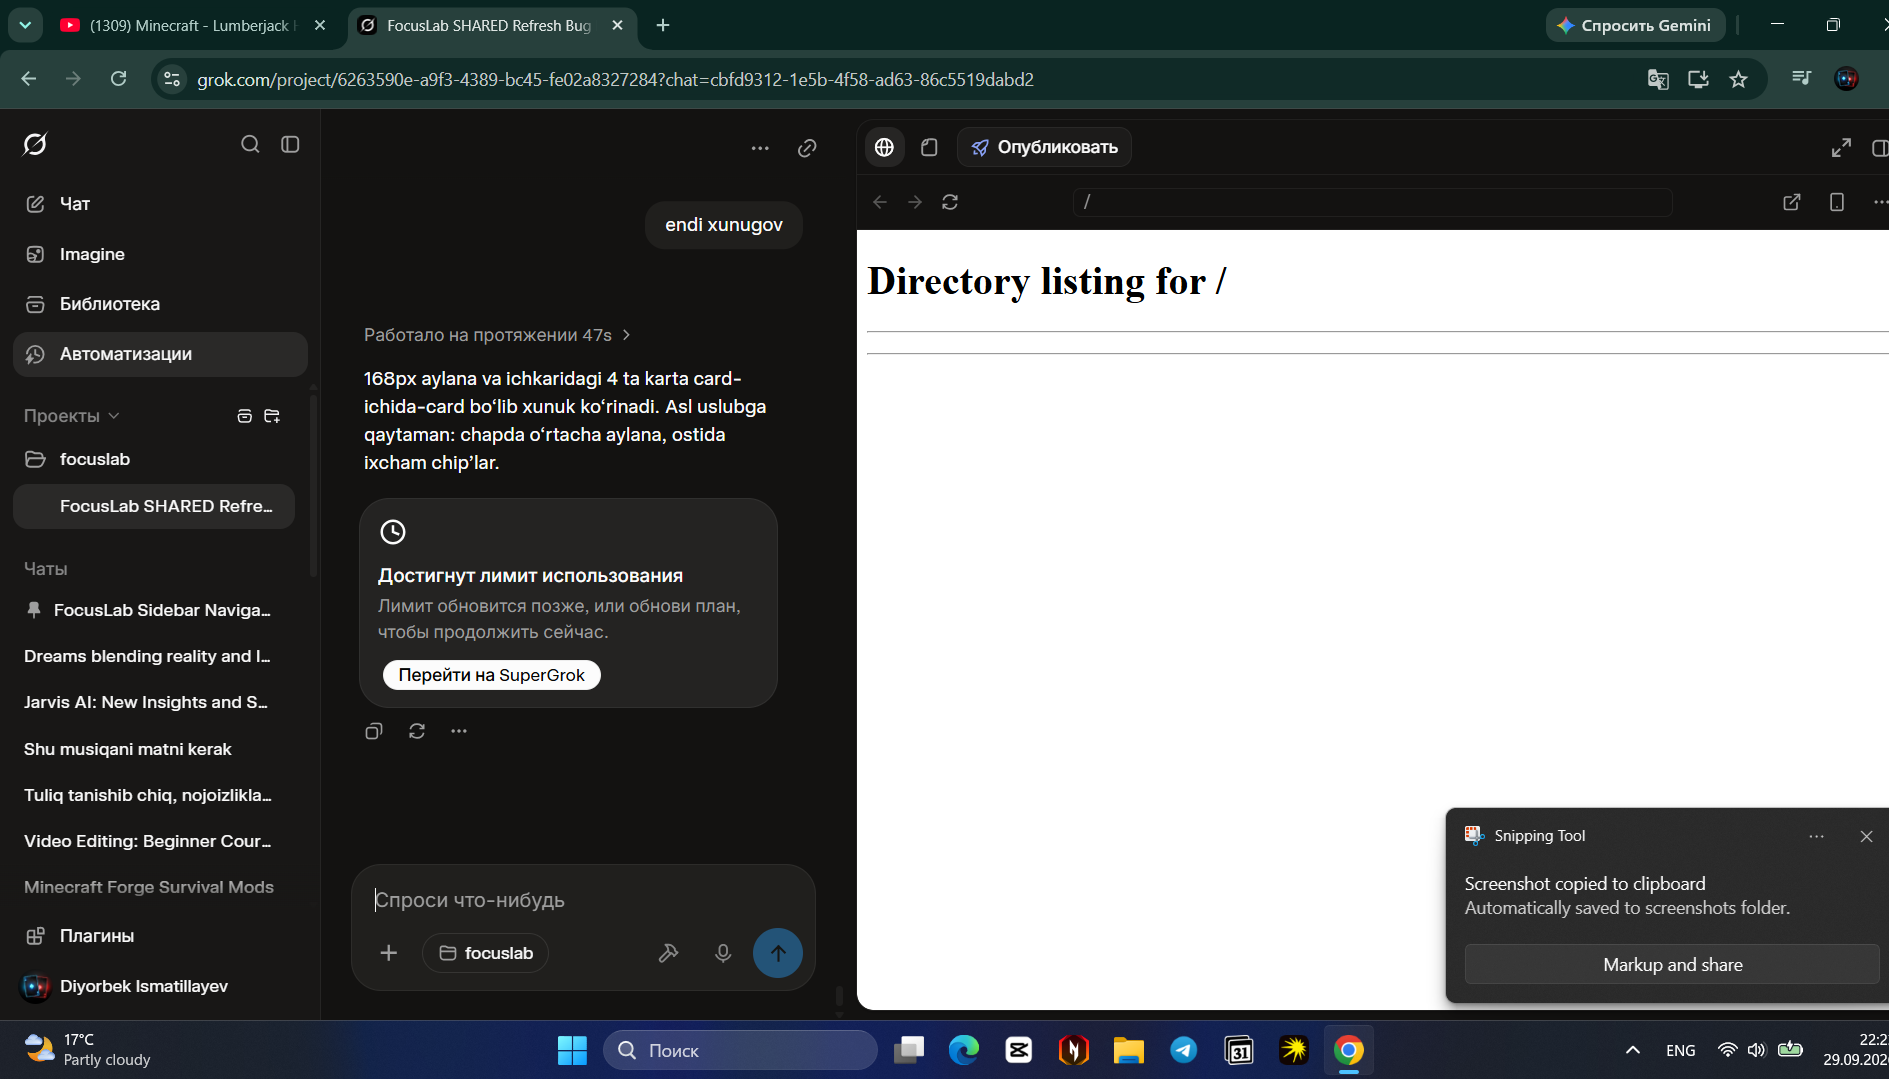 (1309) Minecraft - Lumberjack
FocusLab SHARED Refresh Bug
Спросить Gemini
grok.com/project/6263590e-a9f3-4389-bc45-fe02a8327284?chat=cbfd9312-1e5b-4f58-ad63-86c5519dabd2
Чат
Imagine
Библиотека
Автоматизации
Проекты
focuslab
FocusLab SHARED Refre...
Чаты
FocusLab Sidebar Naviga...
Dreams blending reality and I...
Jarvis AI: New Insights and S...
Shu musiqani matni kerak
Tuliq tanishib chiq, nojoizlikla...
Video Editing: Beginner Cour...
Minecraft Forge Survival Mods
Плагины
Diyorbek Ismatillayev
endi xunugov
Работало на протяжении 47s
168px aylana va ichkaridagi 4 ta karta card-
ichida-card bo‘lib xunuk ko‘rinadi. Asl uslubga
qaytaman: chapda o‘rtacha aylana, ostida
ixcham chip’lar.
Достигнут лимит использования
Лимит обновится позже, или обнови план,
чтобы продолжить сейчас.
Перейти на SuperGrok
Спроси что-нибудь
focuslab
Опубликовать
/
Directory listing for /
Snipping Tool
Screenshot copied to clipboard
Automatically saved to screenshots folder.
Markup and share
17°C
Partly cloudy
Поиск
31
ENG
22:2
29.09.202